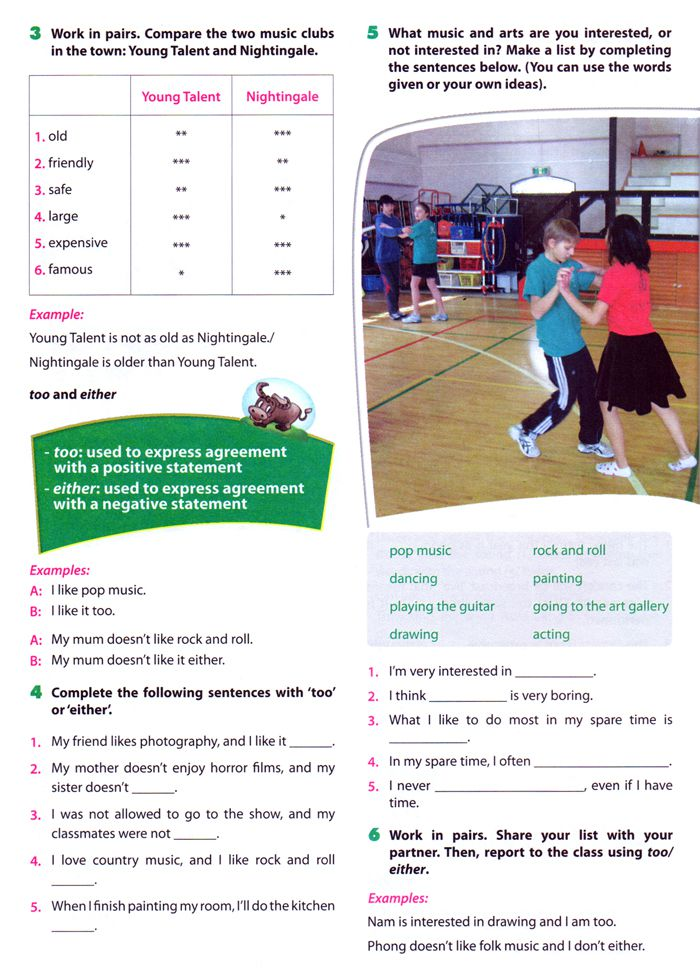 3 Work in pairs. Compare the two music clubs
in the town: Young Talent and Nightingale.
Young Talent Nightingale
1. old ** ***
2. friendly *** **
3. safe ** ***
4. large *** *
5. expensive *** ***
6. famous * ***
Example:
Young Talent is not as old as Nightingale./
Nightingale is older than Young Talent.
too and either
- too: used to express agreement
with a positive statement
- either: used to express agreement
with a negative statement
Examples:
A: I like pop music.
B: I like it too.
A: My mum doesn't like rock and roll.
B: My mum doesn't like it either.
4 Complete the following sentences with 'too'
or 'either'.
1. My friend likes photography, and I like it ______.
2. My mother doesn't enjoy horror films, and my
sister doesn't ______.
3. I was not allowed to go to the show, and my
classmates were not ______.
4. I love country music, and I like rock and roll
______.
5. When I finish painting my room, I'll do the kitchen
______.
5 What music and arts are you interested, or
not interested in? Make a list by completing
the sentences below. (You can use the words
given or your own ideas).
pop music rock and roll
dancing painting
playing the guitar going to the art gallery
drawing acting
1. I'm very interested in ___________.
2. I think ___________ is very boring.
3. What I like to do most in my spare time is
___________.
4. In my spare time, I often ___________________.
5. I never _____________________, even if I have
time.
6 Work in pairs. Share your list with your
partner. Then, report to the class using too/
either.
Examples:
Nam is interested in drawing and I am too.
Phong doesn't like folk music and I don't either.